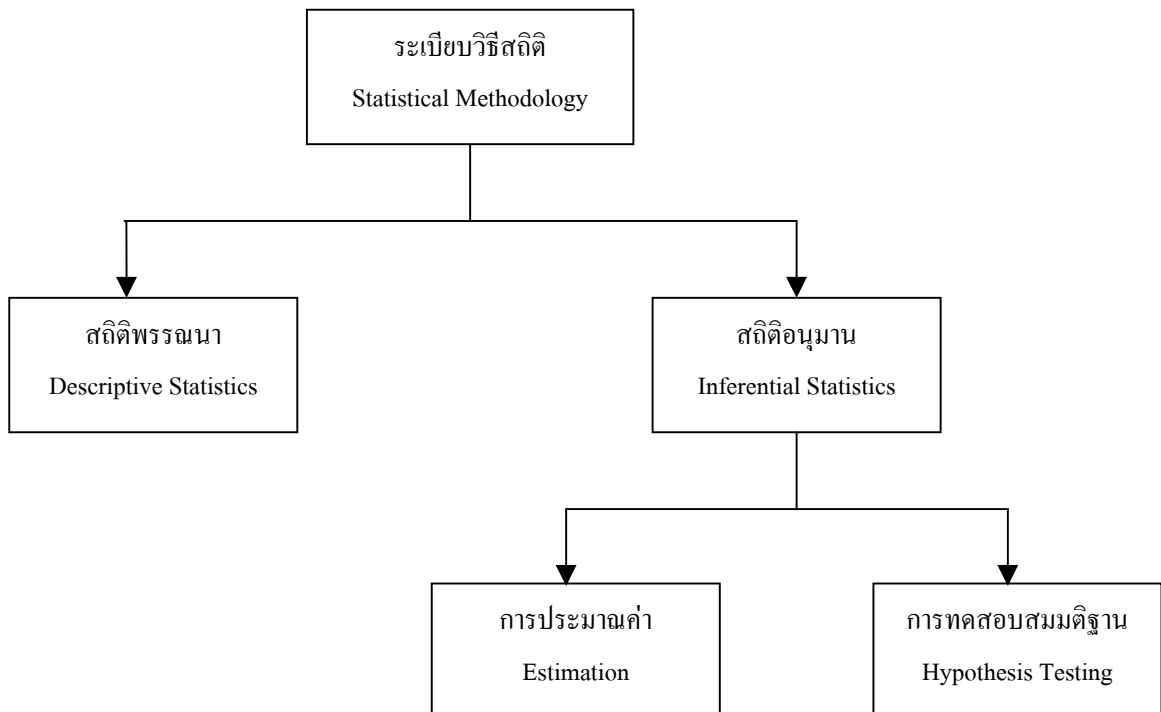 ระเบียบวิธีสถิติ
Statistical Methodology
สถิติพรรณนา
Descriptive Statistics
สถิติอนุมาน
Inferential Statistics
การประมาณค่า
Estimation
การทดสอบสมมติฐาน
Hypothesis Testing